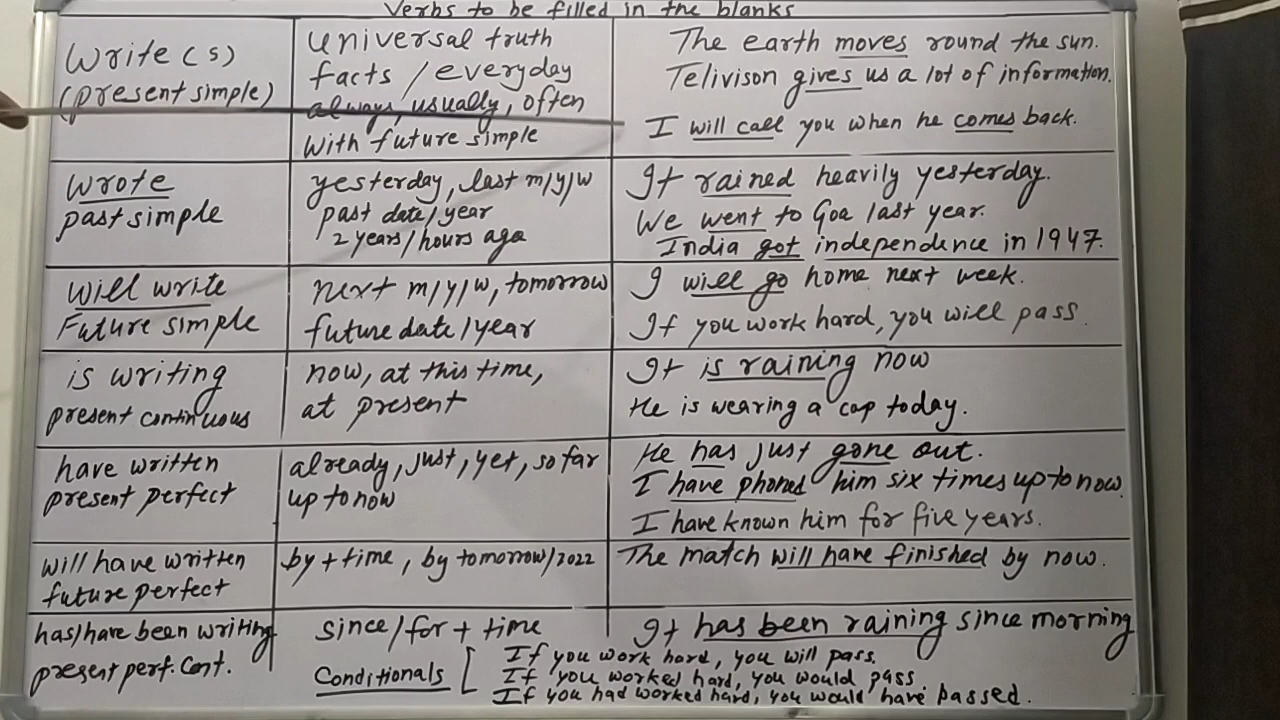 Verbs to be filled in the blanks
Write(s)
(present simple)
universal truth
facts / everyday
always, usually, often
with future simple
The earth moves round the sun.
Telivison gives us a lot of information.
I will call you when he comes back.
Wrote
past simple
yesterday, last m/y/w
past date/year
2 years/hours ago
It rained heavily yesterday.
We went to Goa last year.
India got independence in 1947.
will write
Future simple
next m/y/w, tomorrow
future date/year
I will go home next week.
If you work hard, you will pass.
is writing
present continuous
now, at this time,
at present
It is raining now
He is wearing a cap today.
have written
present perfect
already, just, yet, so far
up to now
He has just gone out.
I have phoned him six times up to now.
I have known him for five years.
will have written
future perfect
by + time, by tomorrow/2022
The match will have finished by now.
has/have been writing
present perf. Cont.
since/for + time
It has been raining since morning
Conditionals
If you work hard, you will pass.
If you worked hard, you would pass
If you had worked hard, you would have passed.